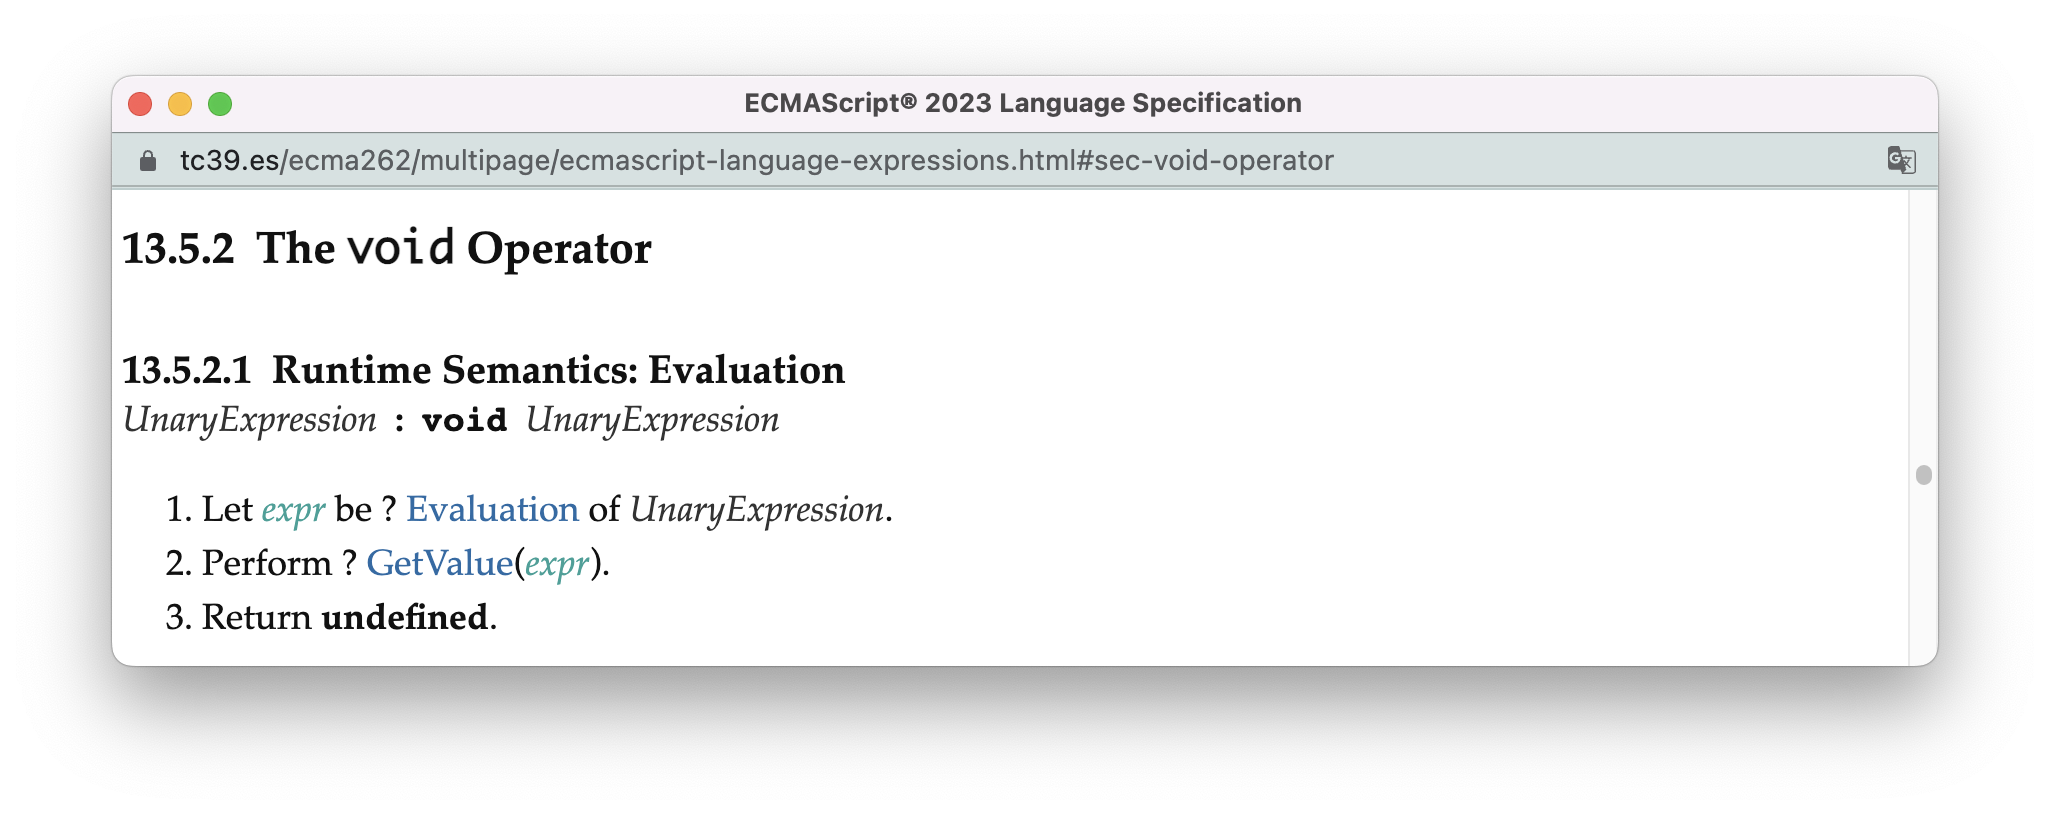 ECMAScript® 2023 Language Specification
tc39.es/ecma262/multipage/ecmascript-language-expressions.html#sec-void-operator
13.5.2 The void Operator
13.5.2.1 Runtime Semantics: Evaluation
UnaryExpression : void UnaryExpression
1. Let expr be ? Evaluation of UnaryExpression.
2. Perform ? GetValue(expr).
3. Return undefined.